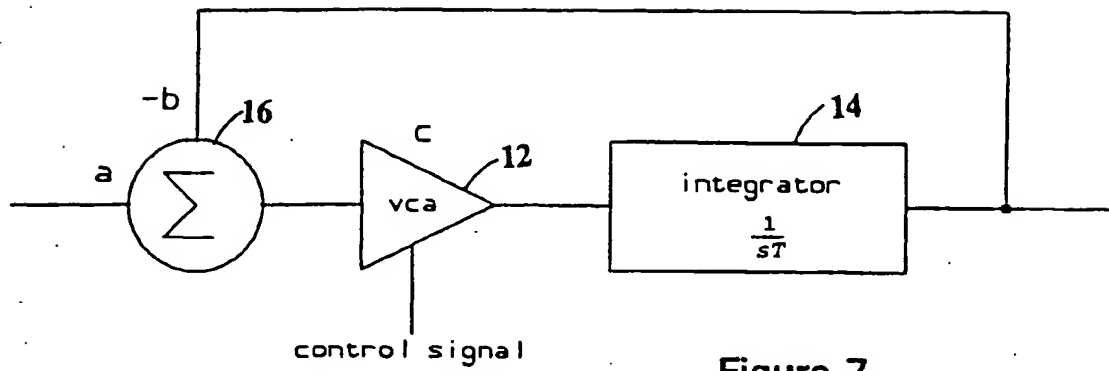 -b
16
a
Σ
C
vca
12
control signal
14
integrator
1
sT
Figure 7